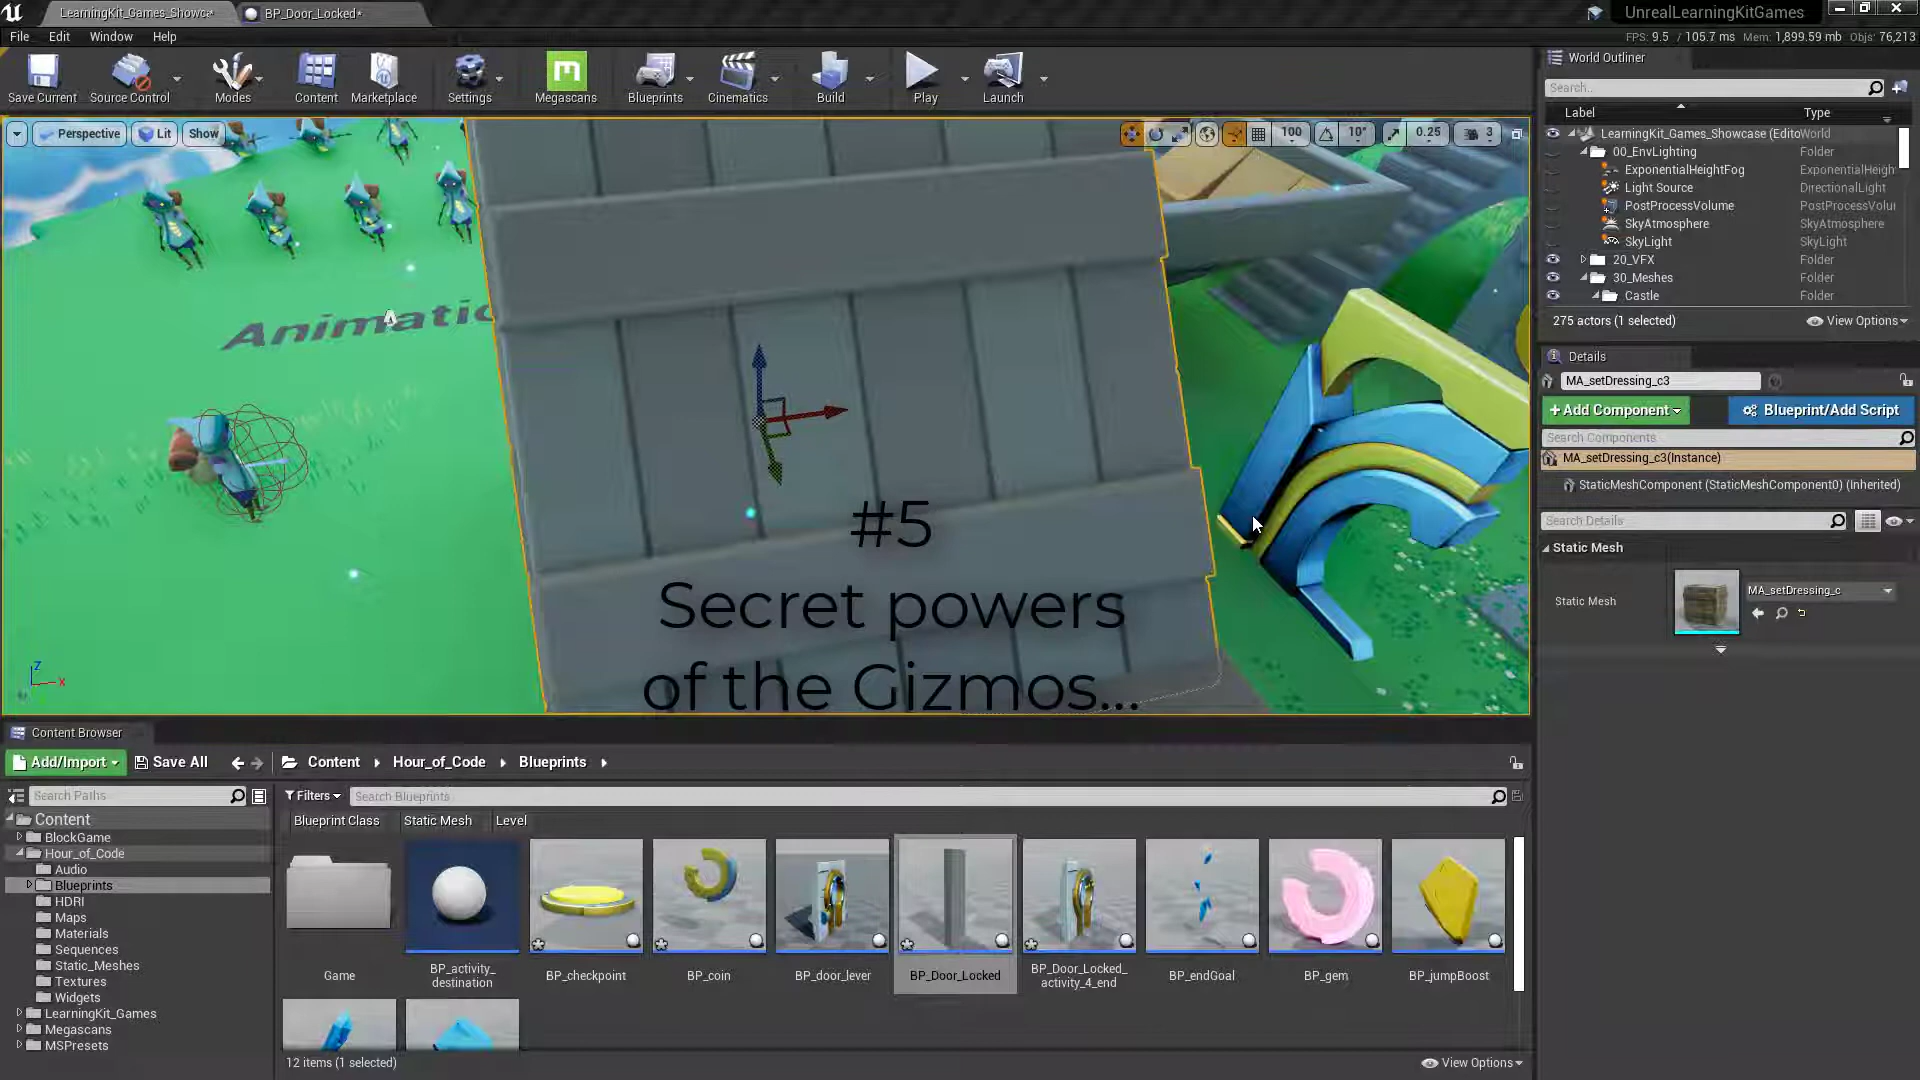 LearningKit_Games_Showca*
BP_Door_Locked*
UnrealLearningKitGames
File Edit Window Help
FPS: 9.5 / 105.7 ms Mem: 1,899.59 mb Objs: 76,213
Save Current
Source Control
Modes
Content
Marketplace
Settings
Megascans
Blueprints
Cinematics
Build
Play
Launch
World Outliner
Search..
Label Type
LearningKit_Games_Showcase (Edito World
00_EnvLighting Folder
ExponentialHeightFog ExponentialHeigh
Light Source DirectionalLight
PostProcessVolume PostProcessVolu
SkyAtmosphere SkyAtmosphere
SkyLight SkyLight
20_VFX Folder
30_Meshes Folder
Castle Folder
275 actors (1 selected) View Options
Perspective Lit Show
100 10° 0.25 3
Animatic
#5
Secret powers
of the Gizmos...
Z
X
Details
MA_setDressing_c3
+Add Component Blueprint/Add Script
Search Components
MA_setDressing_c3(Instance)
StaticMeshComponent (StaticMeshComponent0) (Inherited)
Search Details
Static Mesh
Static Mesh MA_setDressing_c
Content Browser
Add/Import Save All Content Hour_of_Code Blueprints
Search Paths
Filters Search Blueprints
Blueprint Class Static Mesh Level
Content
BlockGame
Hour_of_Code
Audio
Blueprints
HDRI
Maps
Materials
Sequences
Static_Meshes
Textures
Widgets
LearningKit_Games
Megascans
MSPresets
Game
BP_activity_
destination
BP_checkpoint
BP_coin
BP_door_lever
BP_Door_Locked
BP_Door_Locked_
activity_4_end
BP_endGoal
BP_gem
BP_jumpBoost
12 items (1 selected) View Options